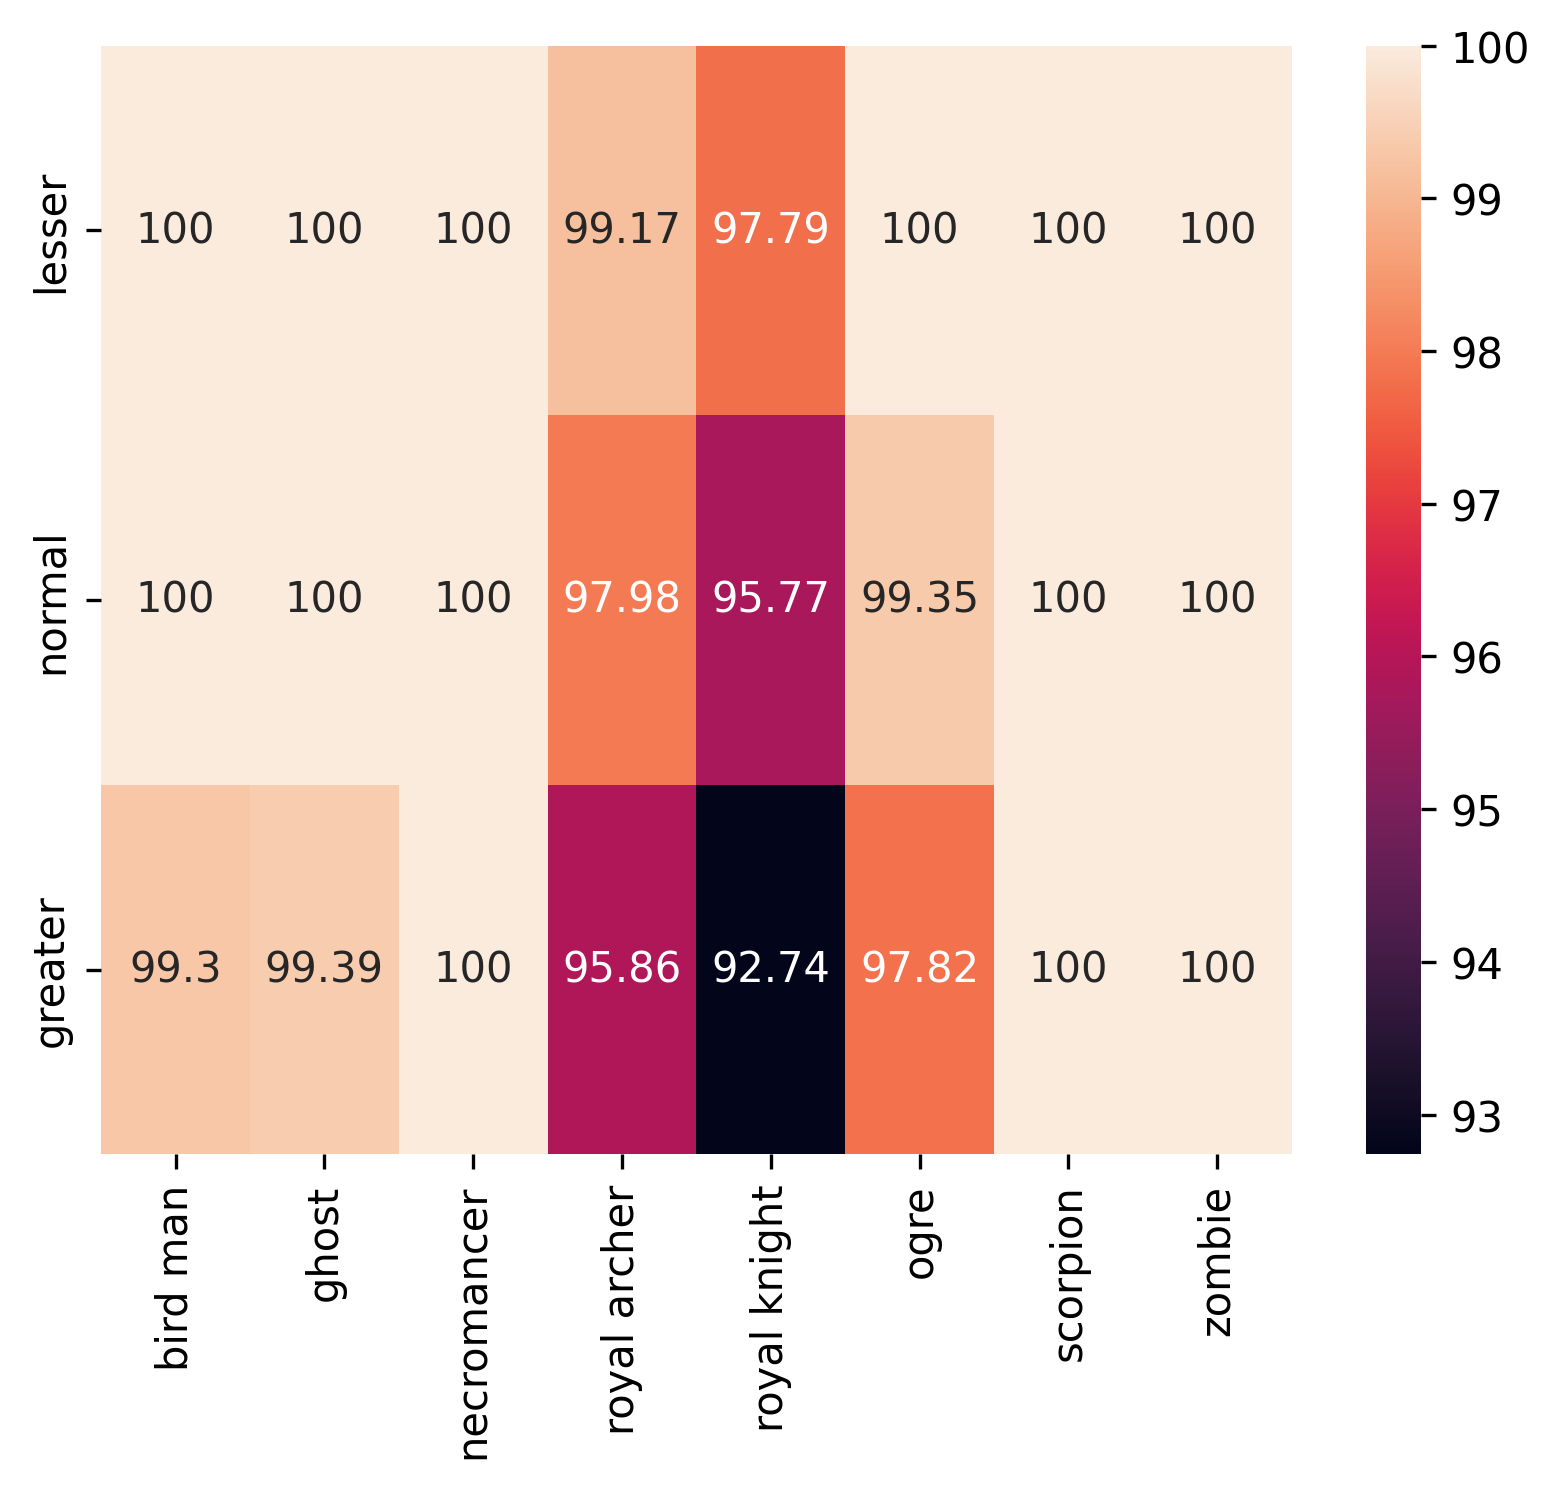 lesser 100 100 100 99.17 97.79 100 100 100
normal 100 100 100 97.98 95.77 99.35 100 100
greater 99.3 99.39 100 95.86 92.74 97.82 100 100
bird man
ghost
necromancer
royal archer
royal knight
ogre
scorpion
zombie
100
99
98
97
96
95
94
93